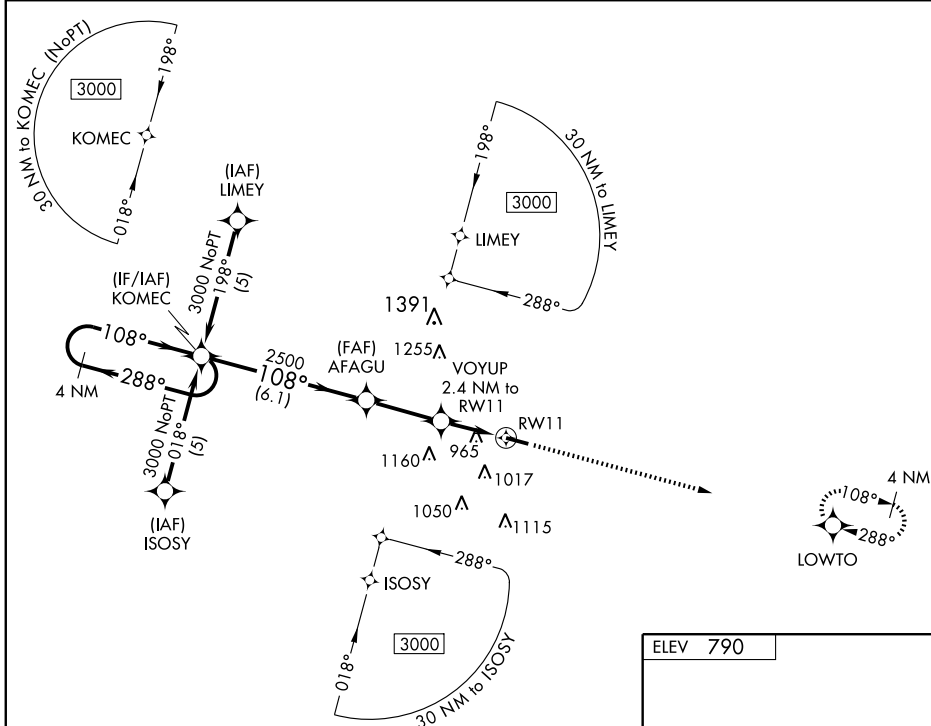 30 NM to KOMEC (NoPT)
198°
3000
KOMEC
018°
(IAF)
LIMEY
3000 NoPT
198°
(5)
198°
30 NM to LIMEY
3000
LIMEY
288°
(IF/IAF)
KOMEC
108°
288°
4 NM
2500
108°
(6.1)
(FAF)
AFAGU
1391
1255
VOYUP
2.4 NM to
RW11
RW11
965
1160
1017
1050
1115
3000 NoPT
018°
(5)
(IAF)
ISOSY
4 NM
108°
288°
LOWTO
288°
ISOSY
3000
018°
30 NM to ISOSY
ELEV 790